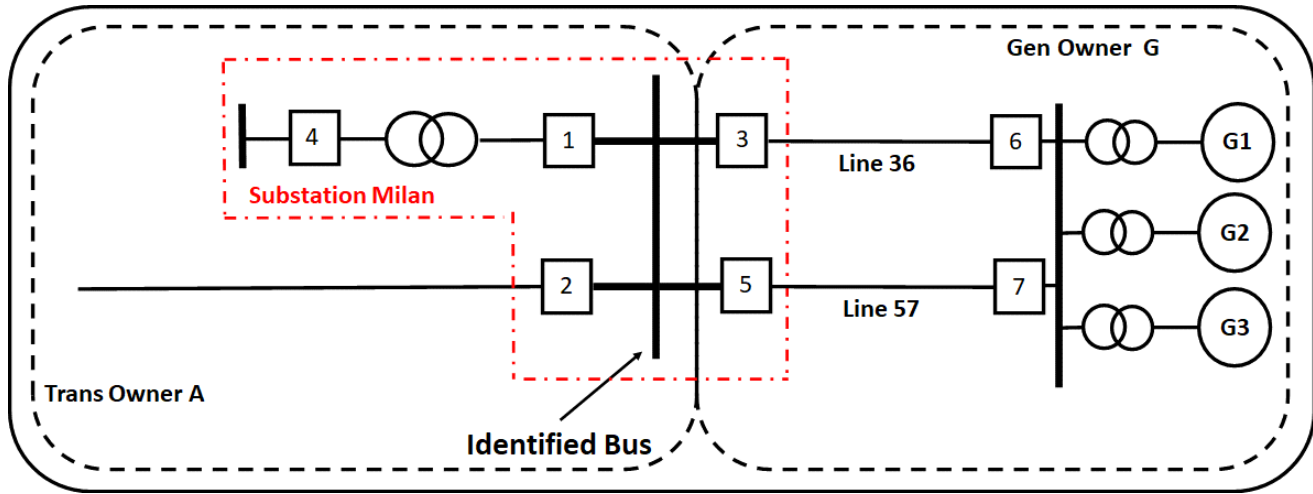 Gen Owner G
4
1
3
6
G1
Line 36
Substation Milan
G2
2
5
7
Line 57
G3
Trans Owner A
Identified Bus